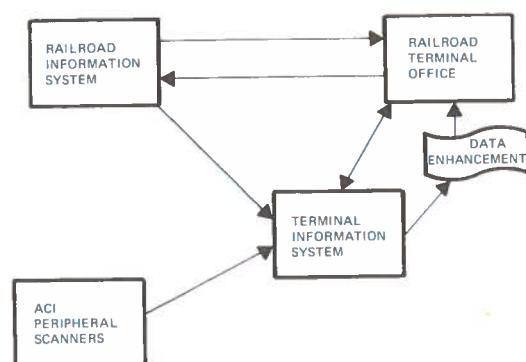 RAILROAD
INFORMATION
SYSTEM
RAILROAD
TERMINAL
OFFICE
DATA
ENHANCEMENT
TERMINAL
INFORMATION
SYSTEM
ACI
PERIPHERAL
SCANNERS